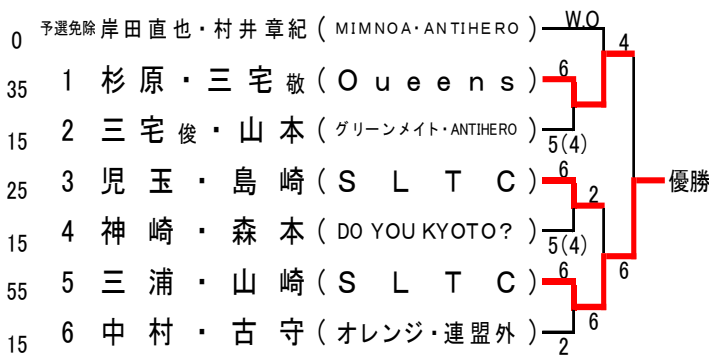 0 予選免除 岸田直也・村井章紀 ( MIMNOA・ANTIHERO ) W.O 4
35 1 杉原・三宅敬 ( Oueens ) 6
15 2 三宅俊・山本 ( グリーンメイト・ANTIHERO ) 5(4)
25 3 児玉・島崎 ( SLTC ) 6 2 優勝
15 4 神崎・森本 ( DO YOU KYOTO? ) 5(4)
55 5 三浦・山崎 ( SLTC ) 6 6 6
15 6 中村・古守 ( オレンジ・連盟外 ) 2